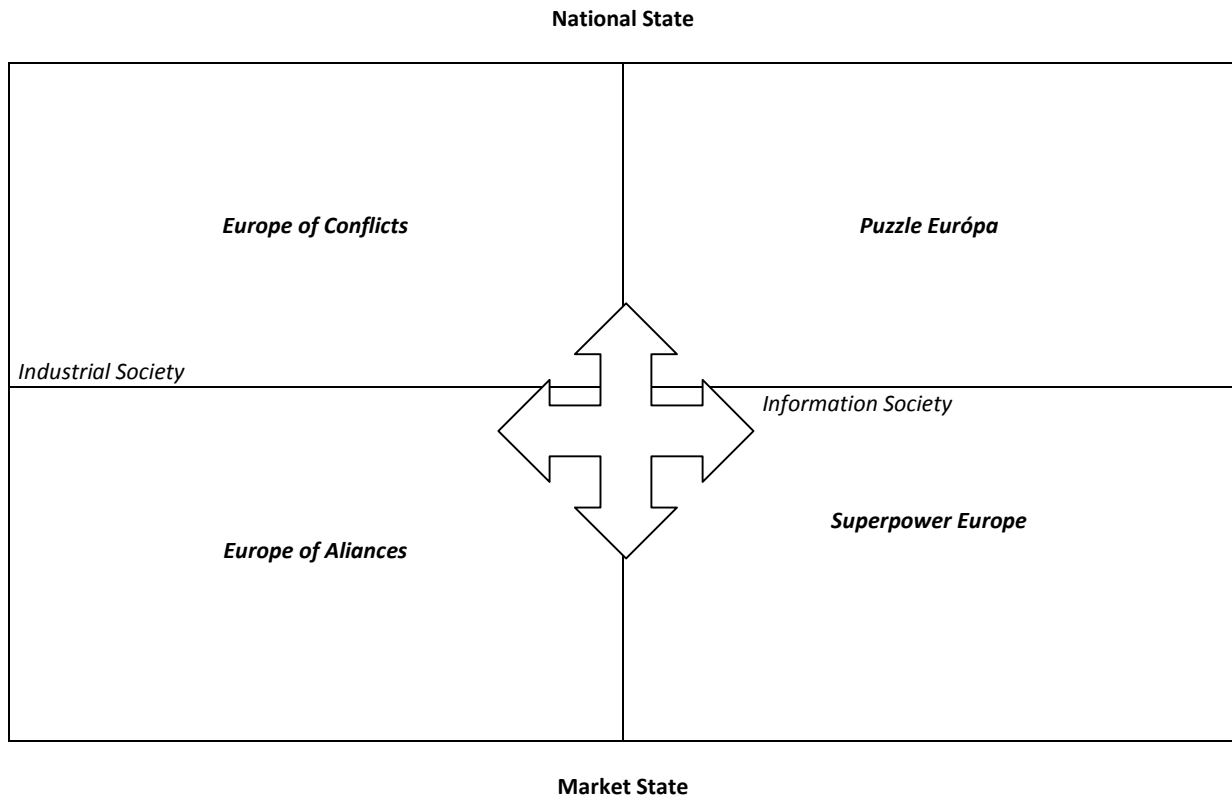 National State
Europe of Conflicts
Puzzle Európa
Industrial Society
Information Society
Superpower Europe
Europe of Aliances
Market State